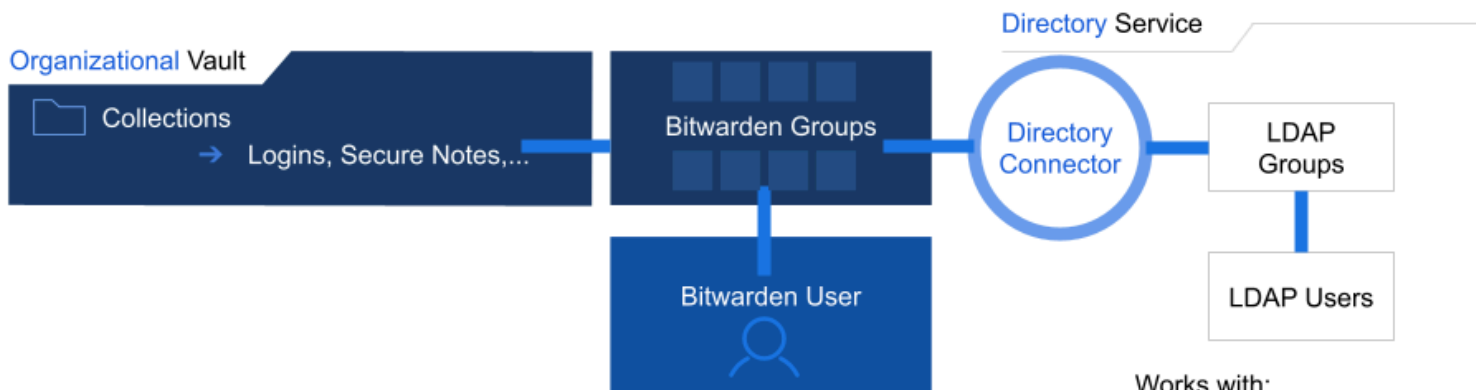 Directory Service
Organizational Vault
Collections
➔ Logins, Secure Notes,...
Bitwarden Groups
Directory
Connector
LDAP
Groups
Bitwarden User
LDAP Users
Works with: